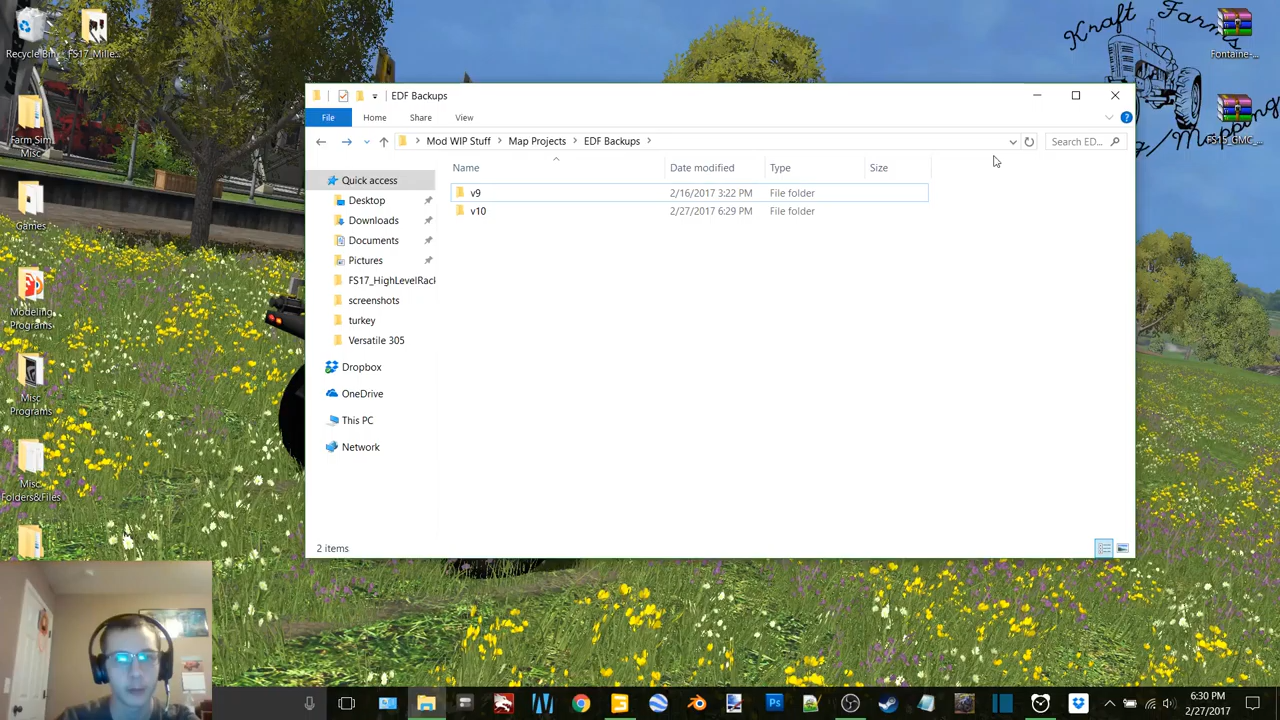 Recycle Bin
FS17_Mille...
Farm Sim
Misc
Games
Modeling
Programs
Misc
Programs
Misc
Folders&Files
Kraft Farms
Mapping
Fontaine-...
FS15_GMC_...
EDF Backups
File
Home
Share
View
Mod WIP Stuff
Map Projects
EDF Backups
Search ED...
Quick access
Desktop
Downloads
Documents
Pictures
FS17_HighLevelRack
screenshots
turkey
Versatile 305
Dropbox
OneDrive
This PC
Network
Name
Date modified
Type
Size
v9
2/16/2017 3:22 PM
File folder
v10
2/27/2017 6:29 PM
File folder
2 items
6:30 PM
2/27/2017